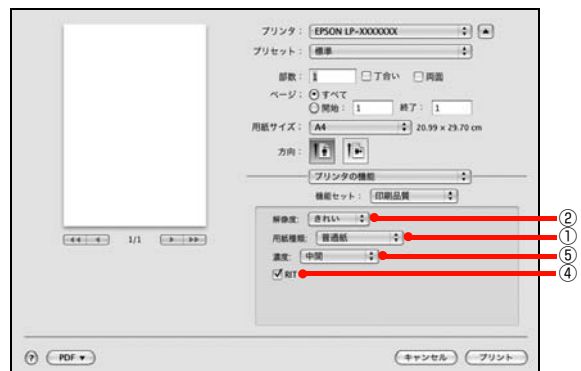 プリンタ： EPSON LP-XXXXXXX
プリセット： 標準
部数： 1 丁合い 両面
ページ： すべて
開始： 1 終了： 1
用紙サイズ： A4 20.99 x 29.70 cm
方向：
プリンタの機能
機能セット： 印刷品質
解像度： きれい ②
1/1
用紙種類： 普通紙 ①
濃度： 中間 ⑤
RIT ④
? PDF キャンセル プリント